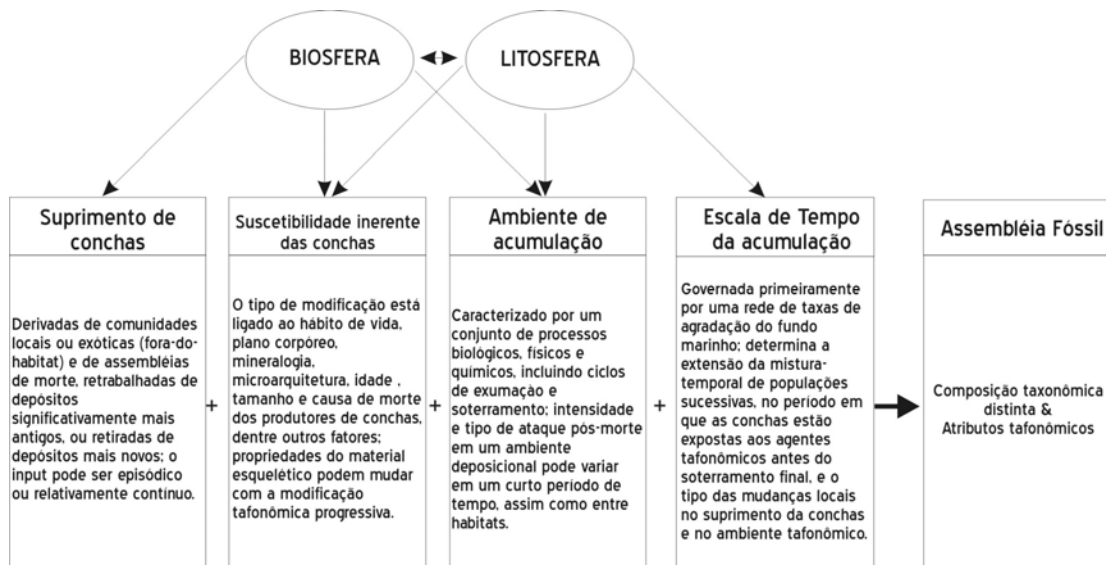 BIOSFERA
LITOSFERA
Suprimento de
conchas
Derivadas de comunidades
locais ou exóticas (fora-do-
habitat) e de assembléias
de morte, retrabalhadas de
depósitos
significativamente mais
antigos, ou retiradas de
depósitos mais novos; o
input pode ser episódico
ou relativamente contínuo.
+
Suscetibilidade inerente
das conchas
O tipo de modificação está
ligado ao hábito de vida,
plano corpóreo,
mineralogia,
microarquitetura, idade ,
tamanho e causa de morte
dos produtores de conchas,
dentre outros fatores;
propriedades do material
esquelético podem mudar
com a modificação
tafonômica progressiva.
+
Ambiente de
acumulação
Caracterizado por um
conjunto de processos
biológicos, físicos e
químicos, incluindo ciclos
de exumação e
soterramento; intensidade
e tipo de ataque pós-morte
em um ambiente
deposicional pode variar
em um curto período de
tempo, assim como entre
habitats.
+
Escala de Tempo
da acumulação
Governada primeiramente
por uma rede de taxas de
agradação do fundo
marinho; determina a
extensão da mistura-
temporal de populações
sucessivas, no período em
que as conchas estão
expostas aos agentes
tafonômicos antes do
soterramento final, e o
tipo das mudanças locais
no suprimento da conchas
e no ambiente tafonômico.
Assembléia Fóssil
Composição taxonômica
distinta &
Atributos tafonômicos